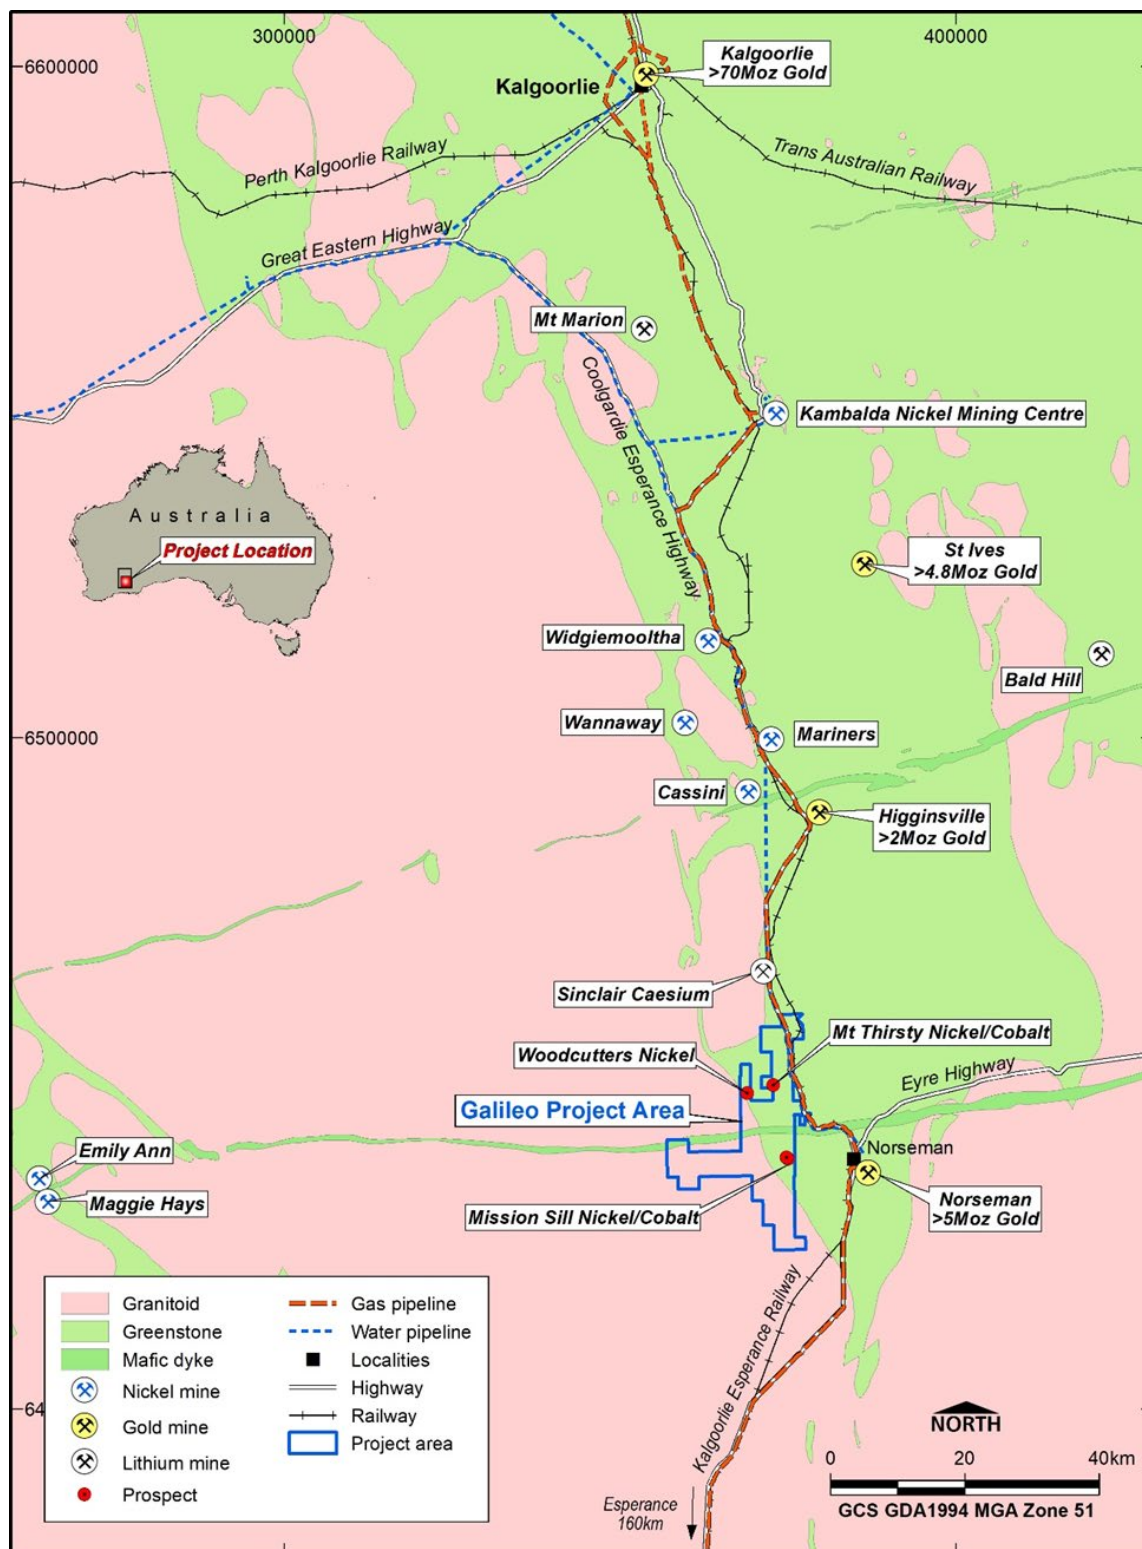 300000
400000
6600000
Kalgoorlie
>70Moz Gold
Kalgoorlie
Perth Kalgoorlie Railway
Trans Australian Railway
Great Eastern Highway
Mt Marion
Coolgardie Esperance Highway
Kambalda Nickel Mining Centre
Australia
Project Location
St Ives
>4.8Moz Gold
Widgiemooltha
Bald Hill
Wannaway
6500000
Mariners
Cassini
Higginsville
>2Moz Gold
Sinclair Caesium
Mt Thirsty Nickel/Cobalt
Woodcutters Nickel
Eyre Highway
Galileo Project Area
Emily Ann
Norseman
Maggie Hays
Mission Sill Nickel/Cobalt
Norseman
>5Moz Gold
Kalgoorlie Esperance Railway
Granitoid
Greenstone
Mafic dyke
Nickel mine
Gold mine
Lithium mine
Prospect
Gas pipeline
Water pipeline
Localities
Highway
Railway
Project area
64
NORTH
0 20 40km
GCS GDA1994 MGA Zone 51
Esperance
160km